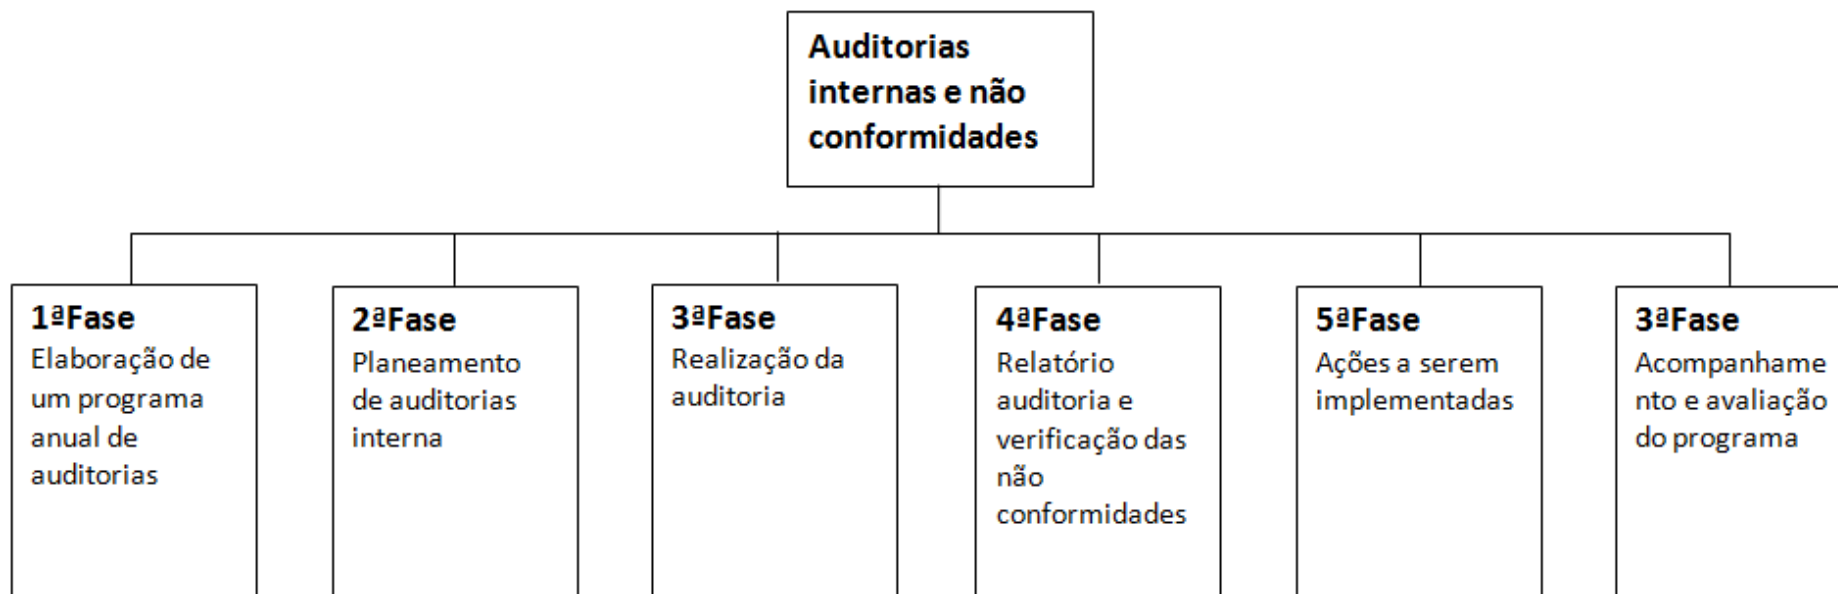 Auditorias
internas e não
conformidades
1ªFase
Elaboração de
um programa
anual de
auditorias
2ªFase
Planeamento
de auditorias
interna
3ªFase
Realização da
auditoria
4ªFase
Relatório
auditoria e
verificação das
não
conformidades
5ªFase
Ações a serem
implementadas
3ªFase
Acompanhame
nto e avaliação
do programa